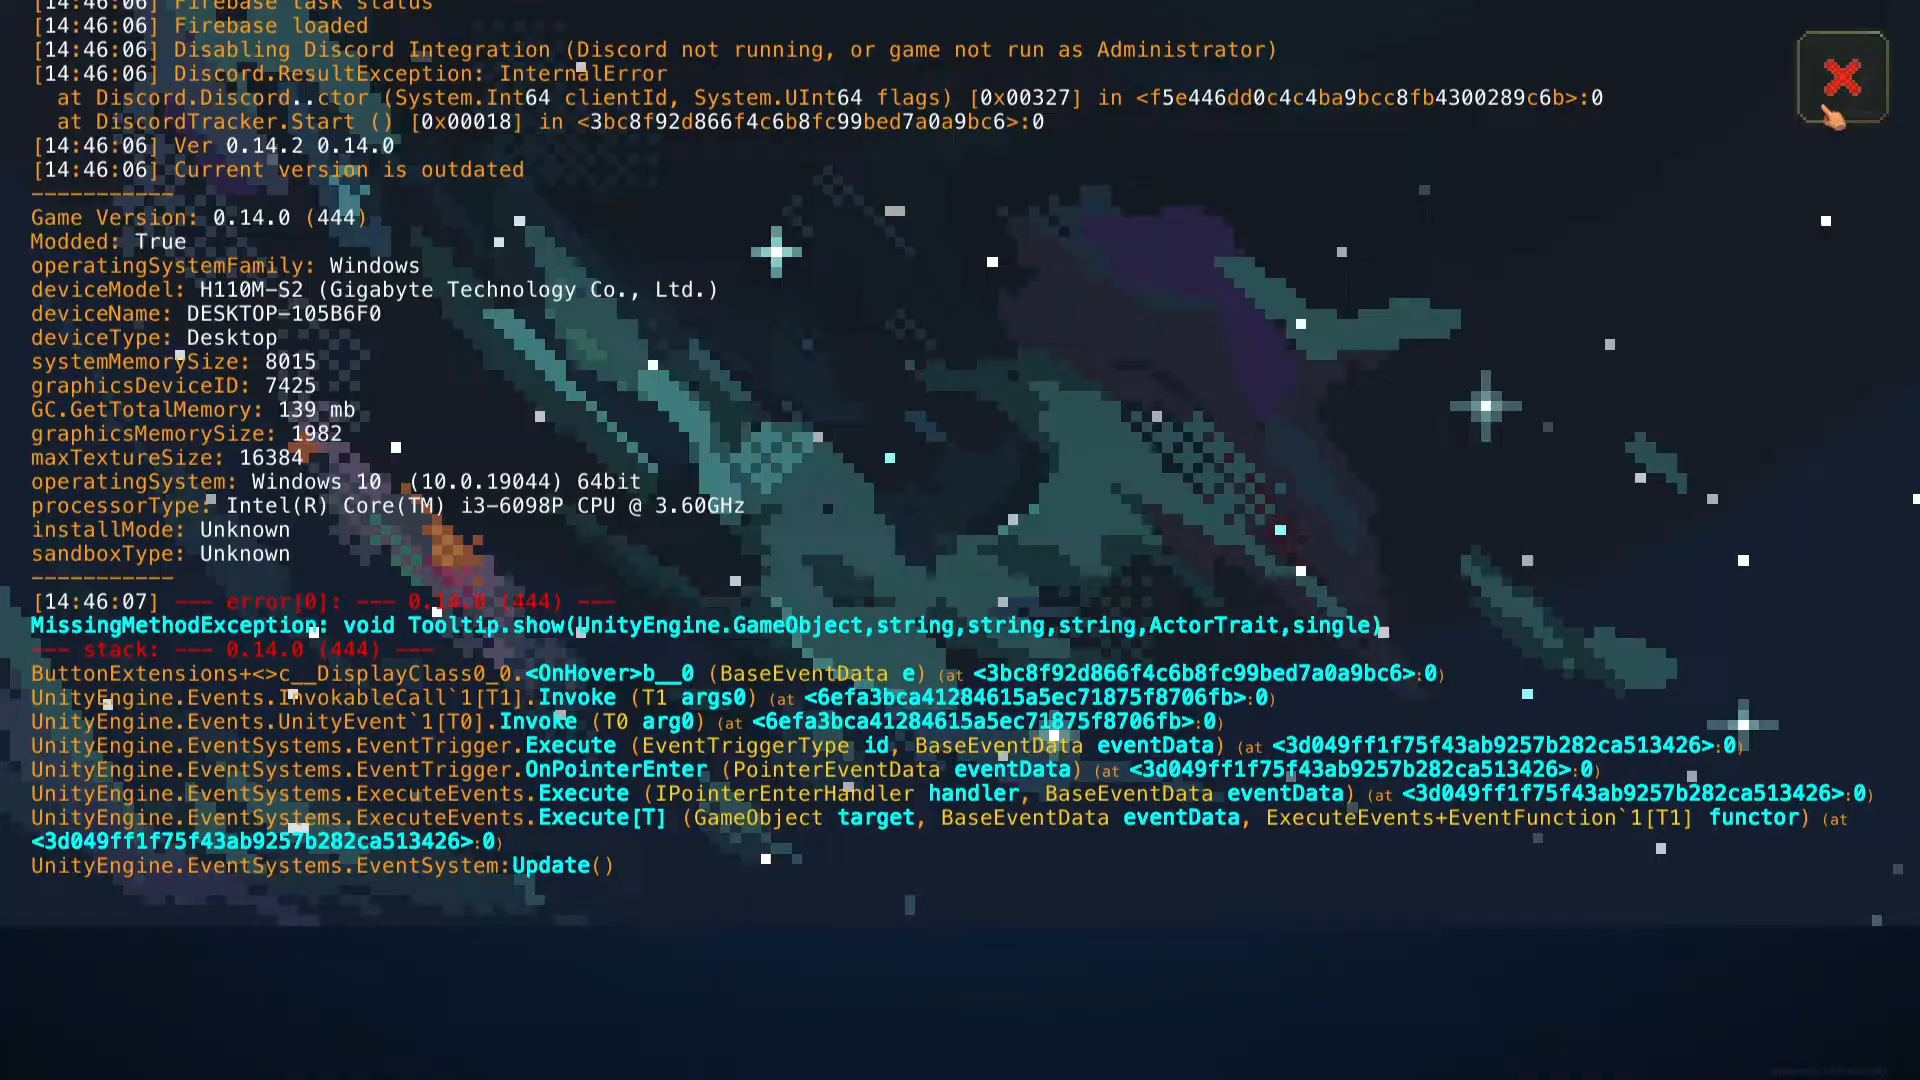 [14:46:06] Firebase task status
[14:46:06] Firebase loaded
[14:46:06] Disabling Discord Integration (Discord not running, or game not run as Administrator)
[14:46:06] Discord.ResultException: InternalError
at Discord.Discord..ctor (System.Int64 clientId, System.UInt64 flags) [0x00327] in <f5e446dd0c4c4ba9bcc8fb4300289c6b>:0
at DiscordTracker.Start () [0x00018] in <3bc8f92d866f4c6b8fc99bed7a0a9bc6>:0
[14:46:06] Ver 0.14.2 0.14.0
[14:46:06] Current version is outdated
-----------
Game Version: 0.14.0 (444)
Modded: True
operatingSystemFamily: Windows
deviceModel: H110M-S2 (Gigabyte Technology Co., Ltd.)
deviceName: DESKTOP-105B6F0
deviceType: Desktop
systemMemorySize: 8015
graphicsDeviceID: 7425
GC.GetTotalMemory: 139 mb
graphicsMemorySize: 1982
maxTextureSize: 16384
operatingSystem: Windows 10  (10.0.19044) 64bit
processorType: Intel(R) Core(TM) i3-6098P CPU @ 3.60GHz
installMode: Unknown
sandboxType: Unknown
-----------
[14:46:07] --- error[0]: --- 0.14.0 (444) ---
MissingMethodException: void Tooltip.show(UnityEngine.GameObject,string,string,string,ActorTrait,single)
--- stack: --- 0.14.0 (444) ---
ButtonExtensions+<>c__DisplayClass0_0.<OnHover>b__0 (BaseEventData e) (at <3bc8f92d866f4c6b8fc99bed7a0a9bc6>:0)
UnityEngine.Events.InvokableCall`1[T1].Invoke (T1 args0) (at <6efa3bca41284615a5ec71875f8706fb>:0)
UnityEngine.Events.UnityEvent`1[T0].Invoke (T0 arg0) (at <6efa3bca41284615a5ec71875f8706fb>:0)
UnityEngine.EventSystems.EventTrigger.Execute (EventTriggerType id, BaseEventData eventData) (at <3d049ff1f75f43ab9257b282ca513426>:0)
UnityEngine.EventSystems.EventTrigger.OnPointerEnter (PointerEventData eventData) (at <3d049ff1f75f43ab9257b282ca513426>:0)
UnityEngine.EventSystems.ExecuteEvents.Execute (IPointerEnterHandler handler, BaseEventData eventData) (at <3d049ff1f75f43ab9257b282ca513426>:0)
UnityEngine.EventSystems.ExecuteEvents.Execute[T] (GameObject target, BaseEventData eventData, ExecuteEvents+EventFunction`1[T1] functor) (at
<3d049ff1f75f43ab9257b282ca513426>:0)
UnityEngine.EventSystems.EventSystem:Update()